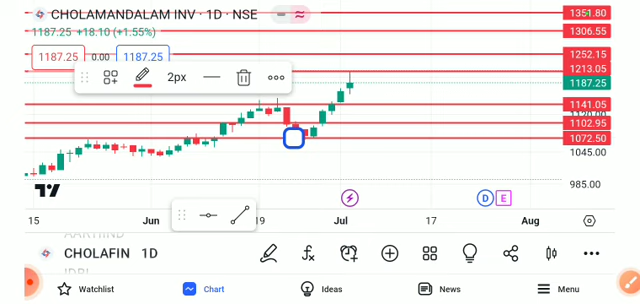 CHOLAMANDALAM INV · 1D · NSE
1187.25 +18.10 (+1.55%)
1187.25 0.00 1187.25
2px
1351.80
1306.55
1252.15
1213.05
1187.25
1141.05
1102.95
1072.50
1045.00
985.00
15 Jun 19 Jul 17 Aug
D E
CHOLAFIN 1D
Watchlist Chart Ideas News Menu